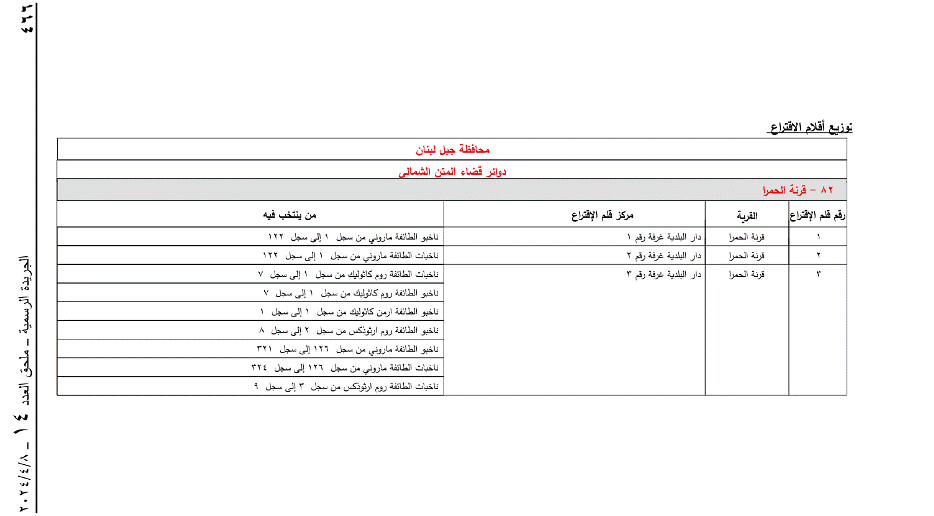 ٤٦٦
الجريدة الرسمية – ملحق العدد ١٤ – ٢٠٢٤/٤/٨
توزيع أقلام الاقتراع
محافظة جبل لبنان
دوائر قضاء المتن الشمالي
٨٢ - قرنة الحمرا
رقم قلم الإقتراع القرية مركز قلم الإقتراع من ينتخب فيه
١ قرنة الحمرا دار البلدية غرفة رقم ١ ناخبو الطائفة ماروني من سجل ١ إلى سجل ١٢٢
٢ قرنة الحمرا دار البلدية غرفة رقم ٢ ناخبات الطائفة ماروني من سجل ١ إلى سجل ١٢٢
٣ قرنة الحمرا دار البلدية غرفة رقم ٣ ناخبات الطائفة روم كاثوليك من سجل ١ إلى سجل ٧
ناخبو الطائفة روم كاثوليك من سجل ١ إلى سجل ٧
ناخبو الطائفة ارمن كاثوليك من سجل ١ إلى سجل ١
ناخبو الطائفة روم ارثوذكس من سجل ٢ إلى سجل ٨
ناخبو الطائفة ماروني من سجل ١٢٦ إلى سجل ٣٢١
ناخبات الطائفة ماروني من سجل ١٢٦ إلى سجل ٣٢٤
ناخبات الطائفة روم ارثوذكس من سجل ٣ إلى سجل ٩